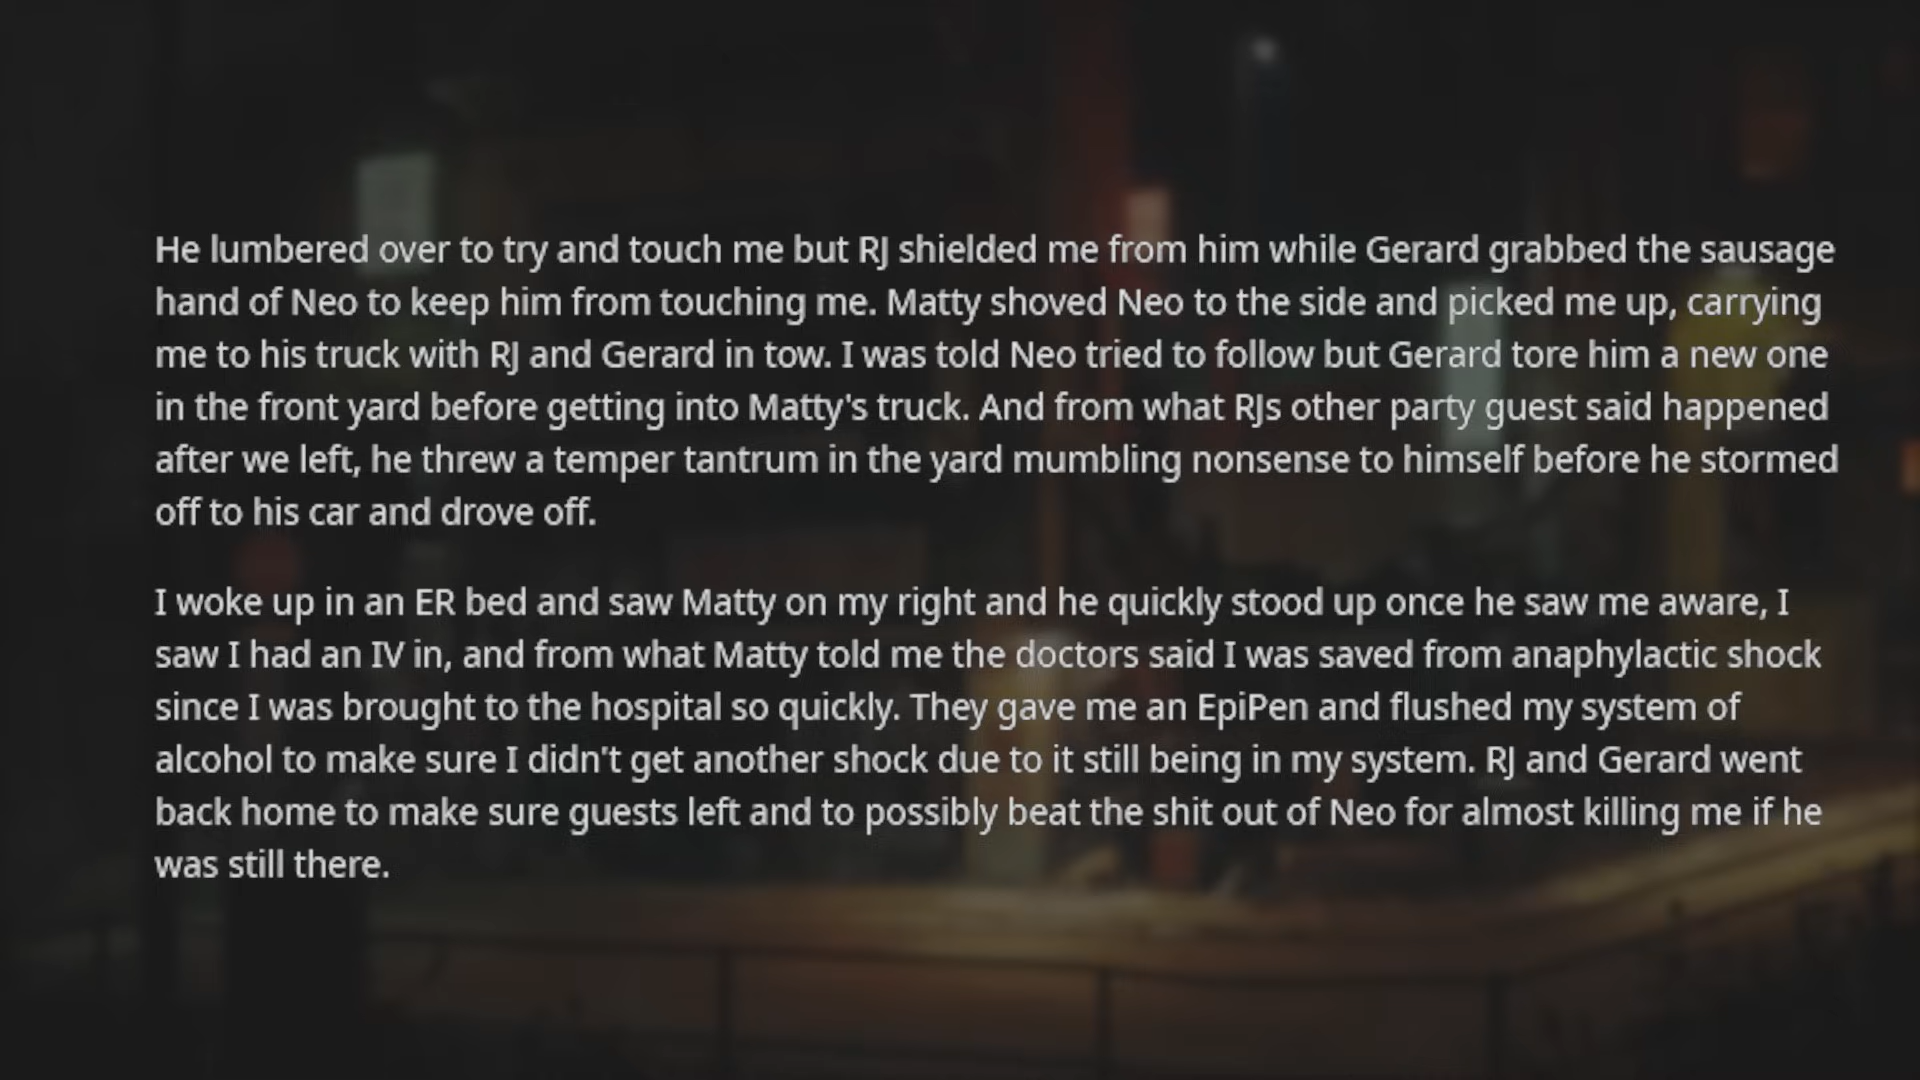 He lumbered over to try and touch me but RJ shielded me from him while Gerard grabbed the sausage
hand of Neo to keep him from touching me. Matty shoved Neo to the side and picked me up, carrying
me to his truck with RJ and Gerard in tow. I was told Neo tried to follow but Gerard tore him a new one
in the front yard before getting into Matty's truck. And from what RJs other party guest said happened
after we left, he threw a temper tantrum in the yard mumbling nonsense to himself before he stormed
off to his car and drove off.
I woke up in an ER bed and saw Matty on my right and he quickly stood up once he saw me aware, I
saw I had an IV in, and from what Matty told me the doctors said I was saved from anaphylactic shock
since I was brought to the hospital so quickly. They gave me an EpiPen and flushed my system of
alcohol to make sure I didn't get another shock due to it still being in my system. RJ and Gerard went
back home to make sure guests left and to possibly beat the shit out of Neo for almost killing me if he
was still there.